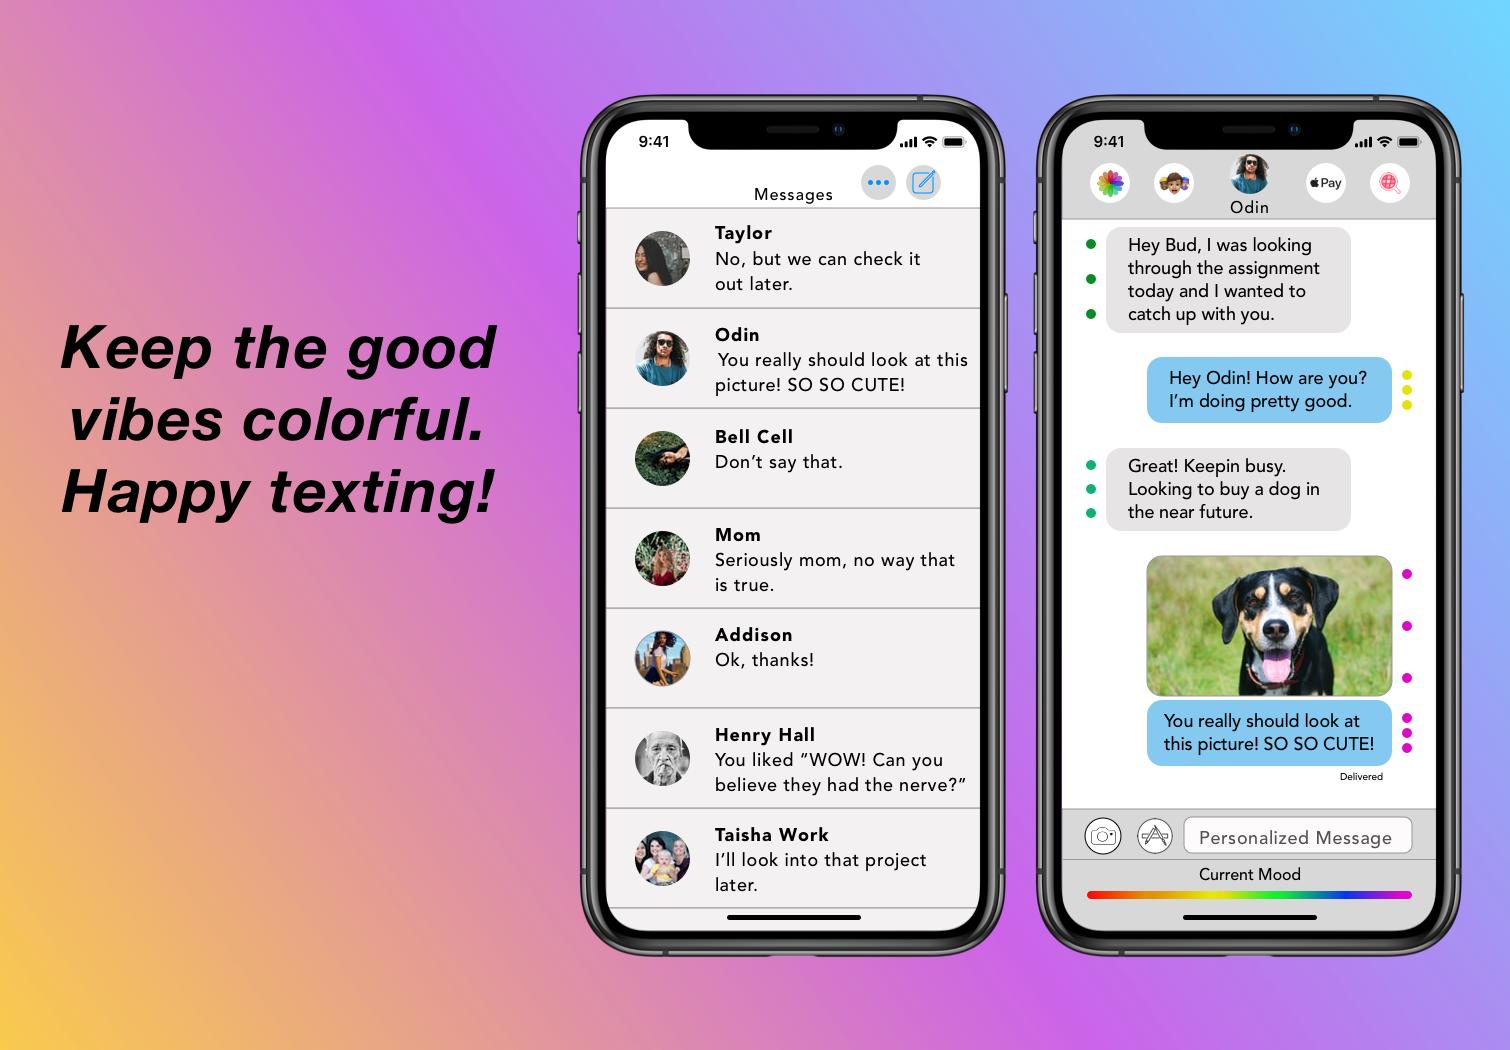 Keep the good
vibes colorful.
Happy texting!
9:41
Messages
Taylor
No, but we can check it
out later.
Odin
You really should look at this
picture! SO SO CUTE!
Bell Cell
Don’t say that.
Mom
Seriously mom, no way that
is true.
Addison
Ok, thanks!
Henry Hall
You liked “WOW! Can you
believe they had the nerve?”
Taisha Work
I’ll look into that project
later.
9:41
Pay
Odin
Hey Bud, I was looking
through the assignment
today and I wanted to
catch up with you.
Hey Odin! How are you?
I’m doing pretty good.
Great! Keepin busy.
Looking to buy a dog in
the near future.
You really should look at
this picture! SO SO CUTE!
Delivered
Personalized Message
Current Mood